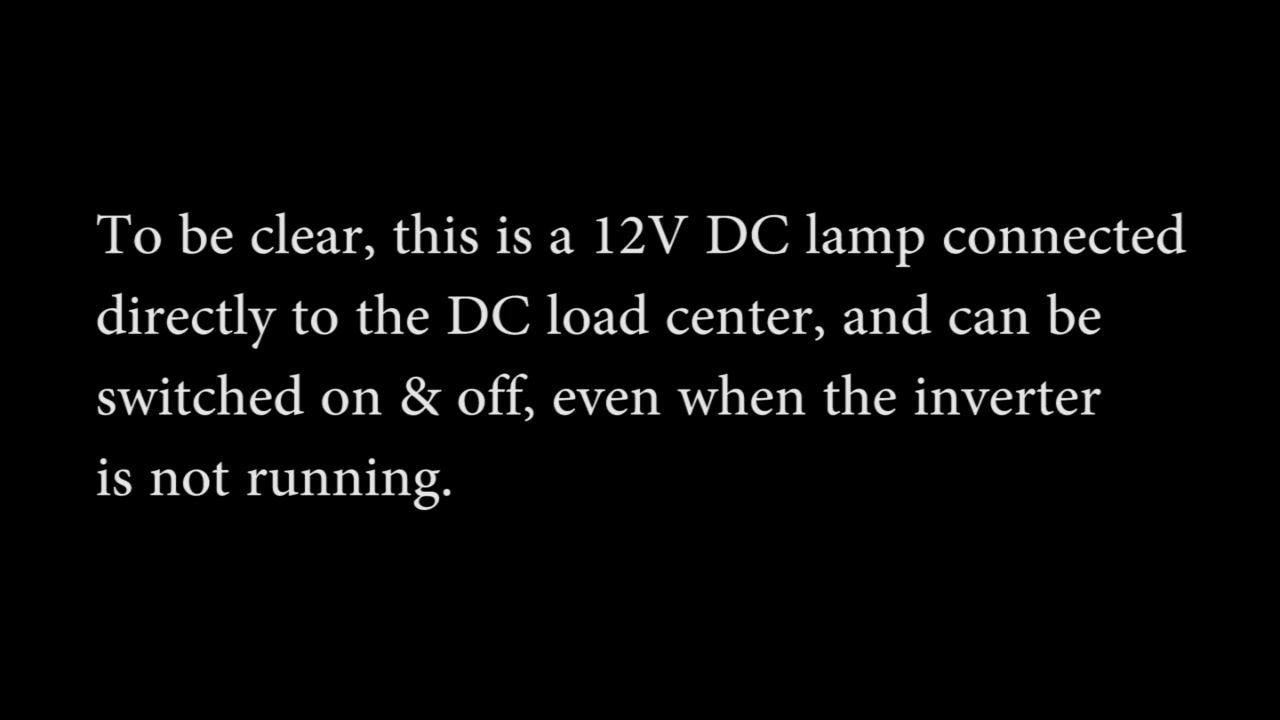 To be clear, this is a 12V DC lamp connected
directly to the DC load center, and can be
switched on & off, even when the inverter
is not running.